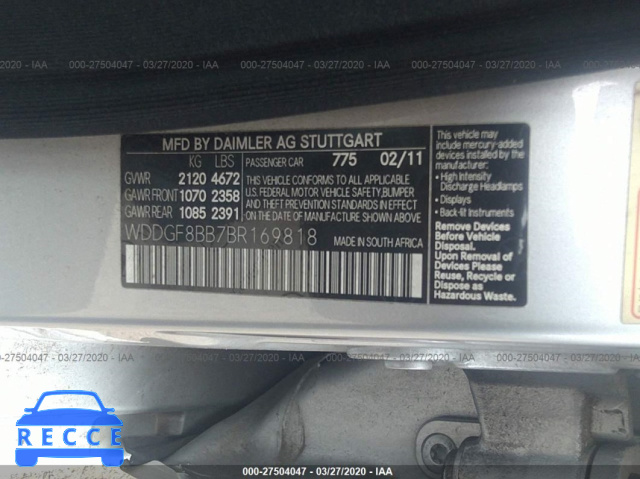 000-27504047 - 03/27/2020 - IAA
000-27504047 - 03/27/2020 - IAA
000-27504047 - 03/27/2020 - IAA
MFD BY DAIMLER AG STUTTGART
KG LBS PASSENGER CAR 775 02/11
GVWR 2120 4672
GAWR FRONT 1070 2358
GAWR REAR 1085 2391
THIS VEHICLE CONFORMS TO ALL APPLICABLE
U.S. FEDERAL MOTOR VEHICLE SAFETY, BUMPER
AND THEFT PREVENTION STANDARDS IN EFFECT
ON THE DATE OF MANUFACTURE SHOWN ABOVE.
WDDGF8BB7BR169818 MADE IN SOUTH AFRICA
This vehicle may
include mercury-added
devices installed by
the manufacturer:
• High Intensity
Discharge Headlamps
• Displays
• Back-lit Instruments
Remove Devices Before
Vehicle Disposal.
Upon Removal of
Devices Please
Reuse, Recycle or
Dispose as
Hazardous Waste.
000-27504047 - 03/27/2020 - IAA
000-27504047 - 03/27/2020 - IAA
000-27504047 - 03/27/2020 - IAA
RECCE
000-27504047 - 03/27/2020 - IAA